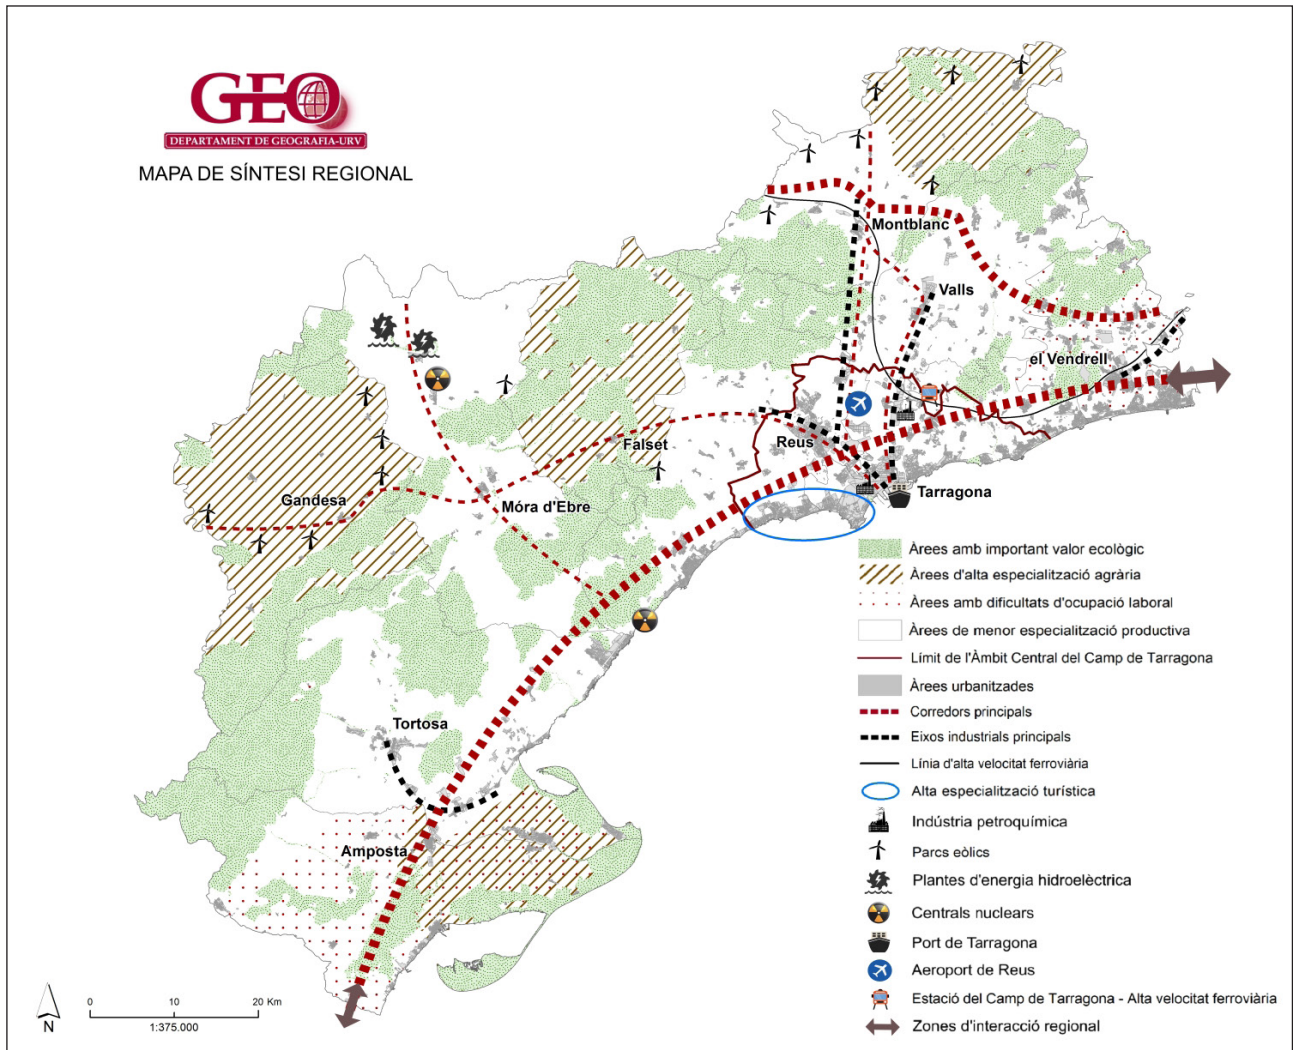 GEO
DEPARTAMENT DE GEOGRAFIA-URV
MAPA DE SÍNTESI REGIONAL
Montblanc
Valls
el Vendrell
Reus
Falset
Tarragona
Gandesa
Móra d'Ebre
Tortosa
Amposta
Àrees amb important valor ecològic
Àrees d'alta especialització agrària
Àrees amb dificultats d'ocupació laboral
Àrees de menor especialització productiva
Límit de l'Àmbit Central del Camp de Tarragona
Àrees urbanitzades
Corredors principals
Eixos industrials principals
Línia d'alta velocitat ferroviària
Alta especialització turística
Indústria petroquímica
Parcs eòlics
Plantes d'energia hidroelèctrica
Centrals nuclears
Port de Tarragona
Aeroport de Reus
Estació del Camp de Tarragona - Alta velocitat ferroviària
Zones d'interacció regional
N
0 10 20 Km
1:375.000